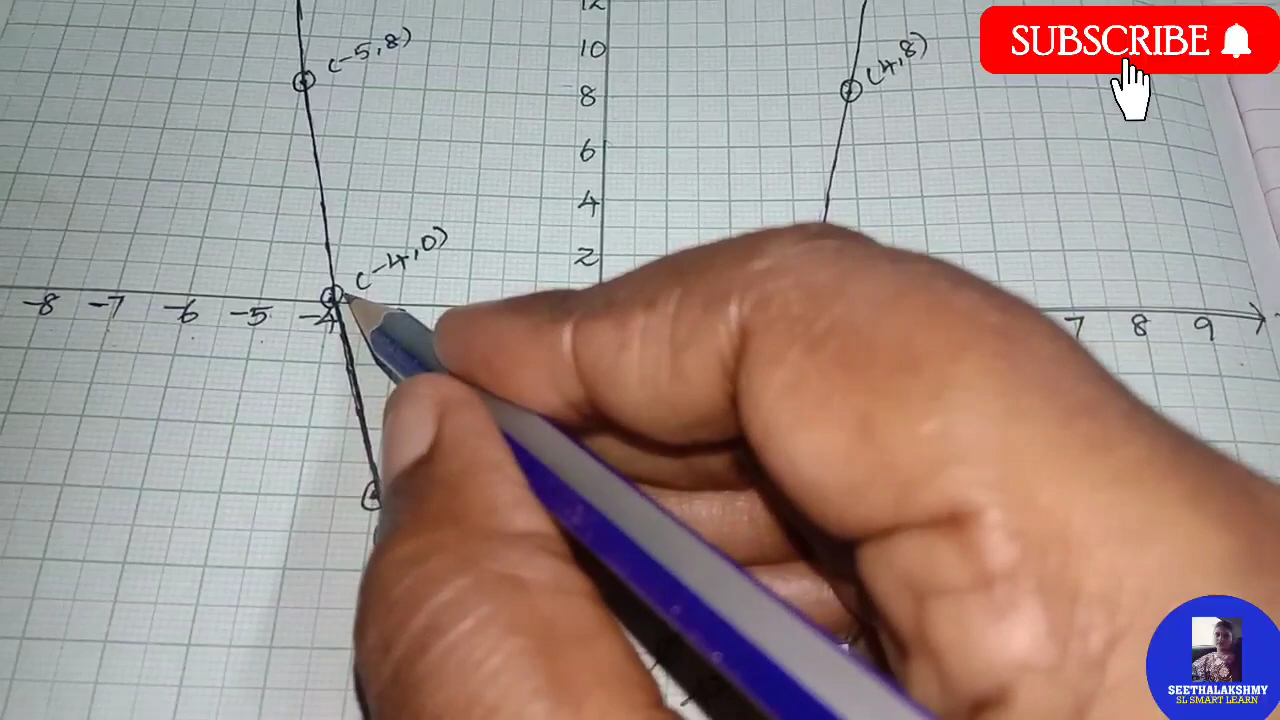 12
SUBSCRIBE
(-5,8)
10
(4,8)
8
6
4
(-4,0)
2
-8 -7 -6 -5 -4
7 8 9
SEETHALAKSHMY
SL SMART LEARN